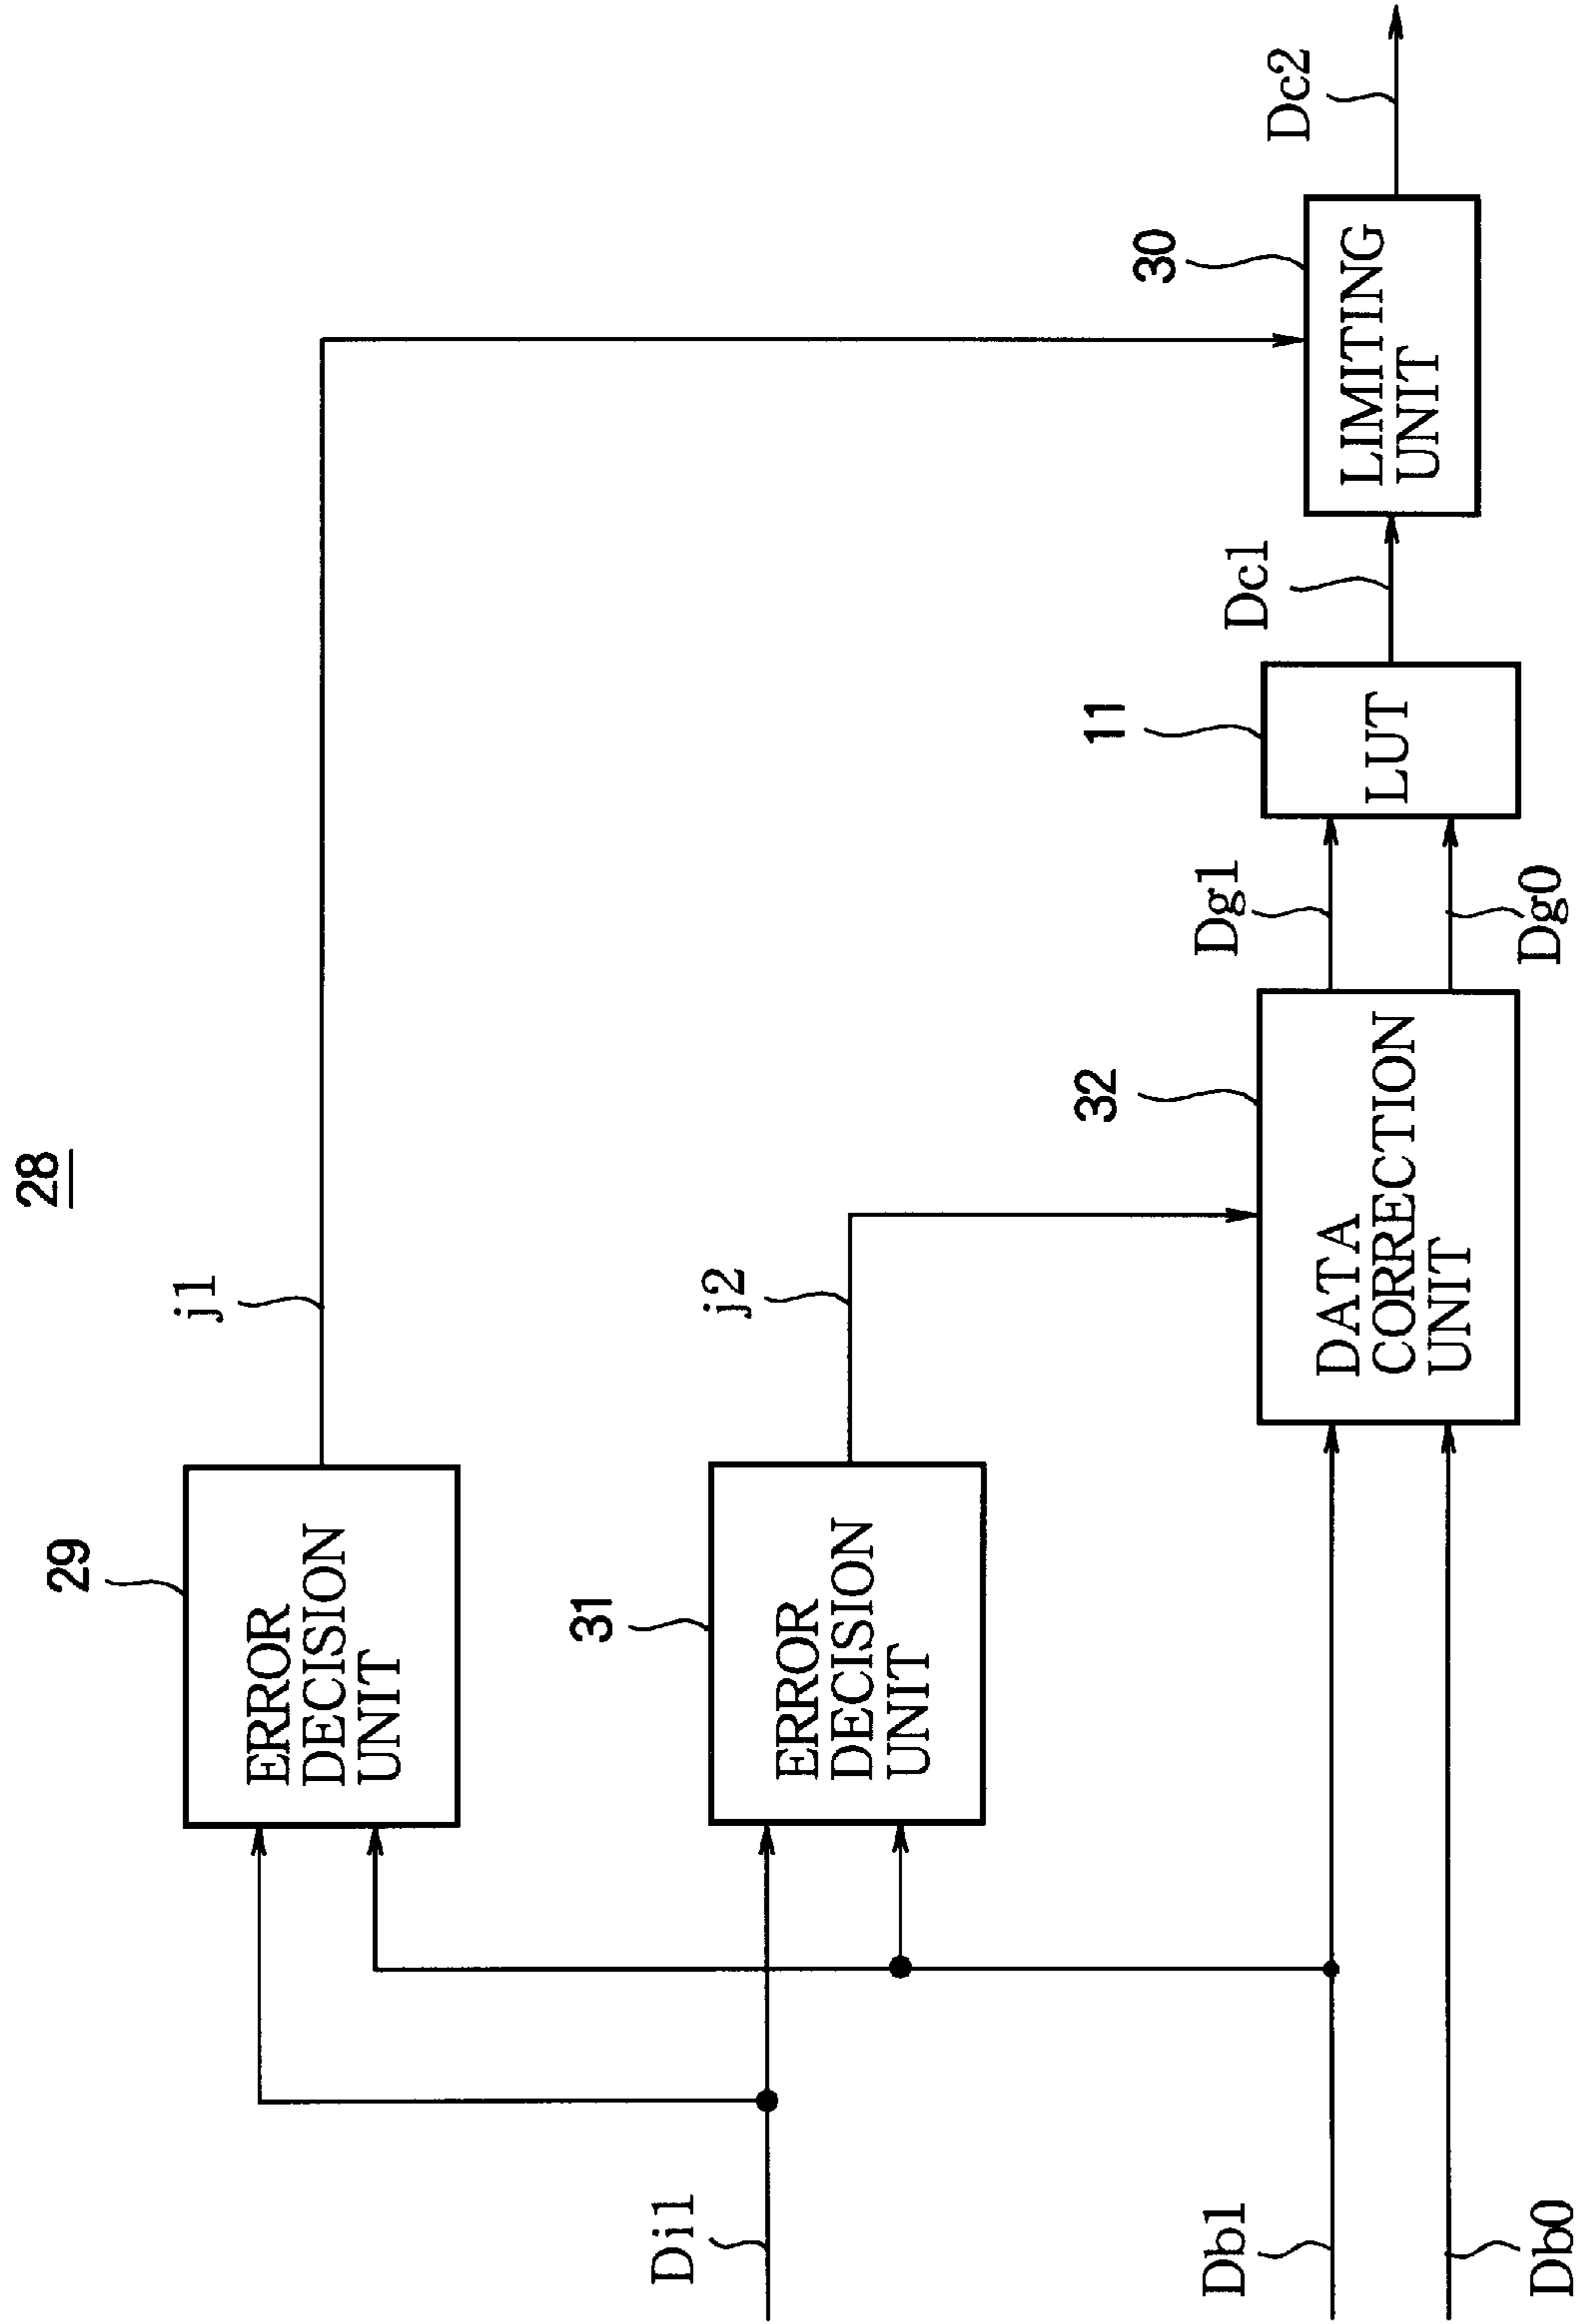 28
29
ERROR
DECISION
UNIT
j1
31
ERROR
DECISION
UNIT
j2
Di1
32
DATA
CORRECTION
UNIT
Dg1
Dg0
11
LUT
Dc1
30
LIMITING
UNIT
Dc2
Db1
Db0